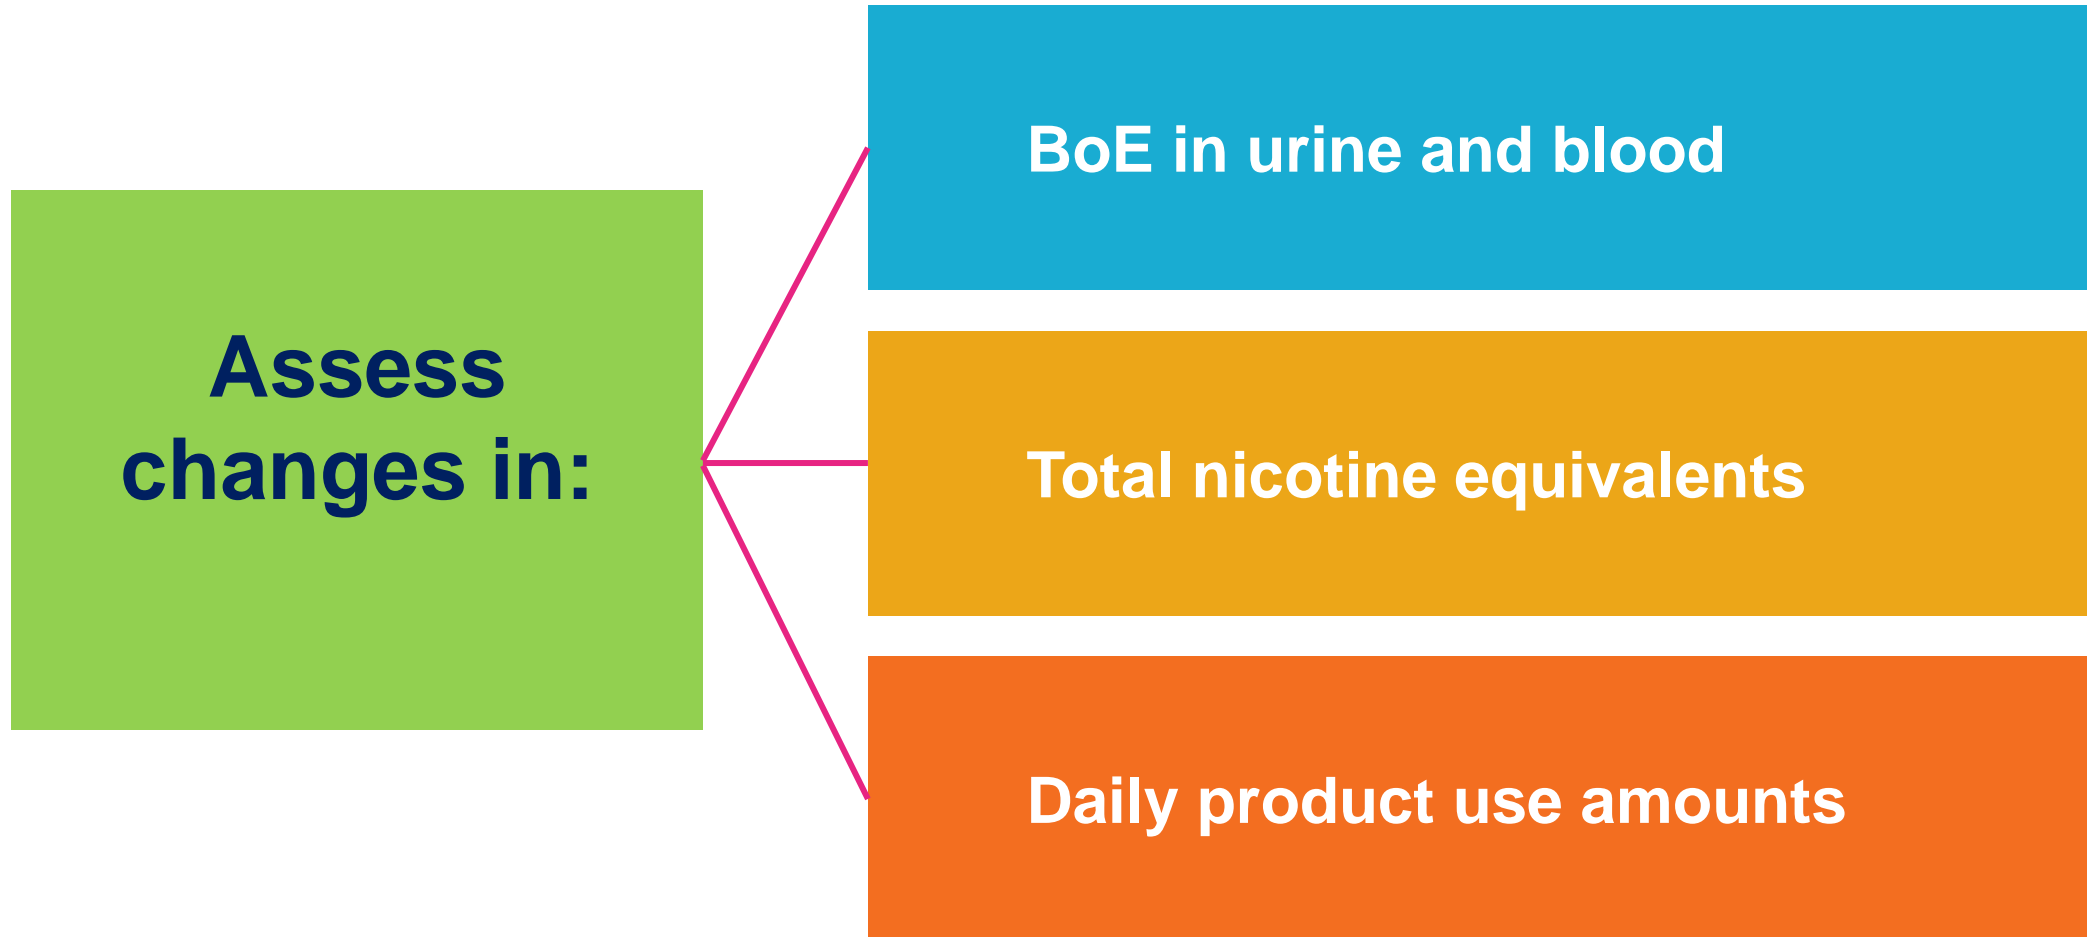 Assess
changes in:
BoE in urine and blood
Total nicotine equivalents
Daily product use amounts